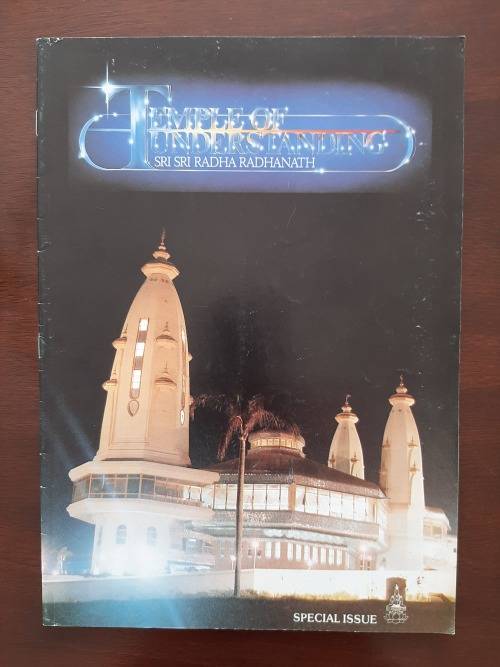 TEMPLE OF
UNDERSTANDING
SRI SRI RADHA RADHANATH
SPECIAL ISSUE